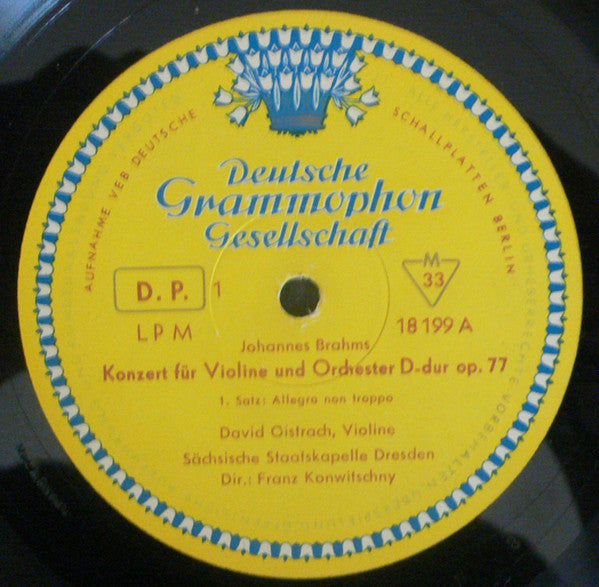 AUFNAHME VEB DEUTSCHE SCHALLPLATTEN BERLIN
Deutsche
Grammophon
Gesellschaft
D. P. 1
M
33
LPM
18 199 A
Johannes Brahms
Konzert für Violine und Orchester D-dur op. 77
1. Satz: Allegro non troppo
David Oistrach, Violine
Sächsische Staatskapelle Dresden
Dir.: Franz Konwitschny